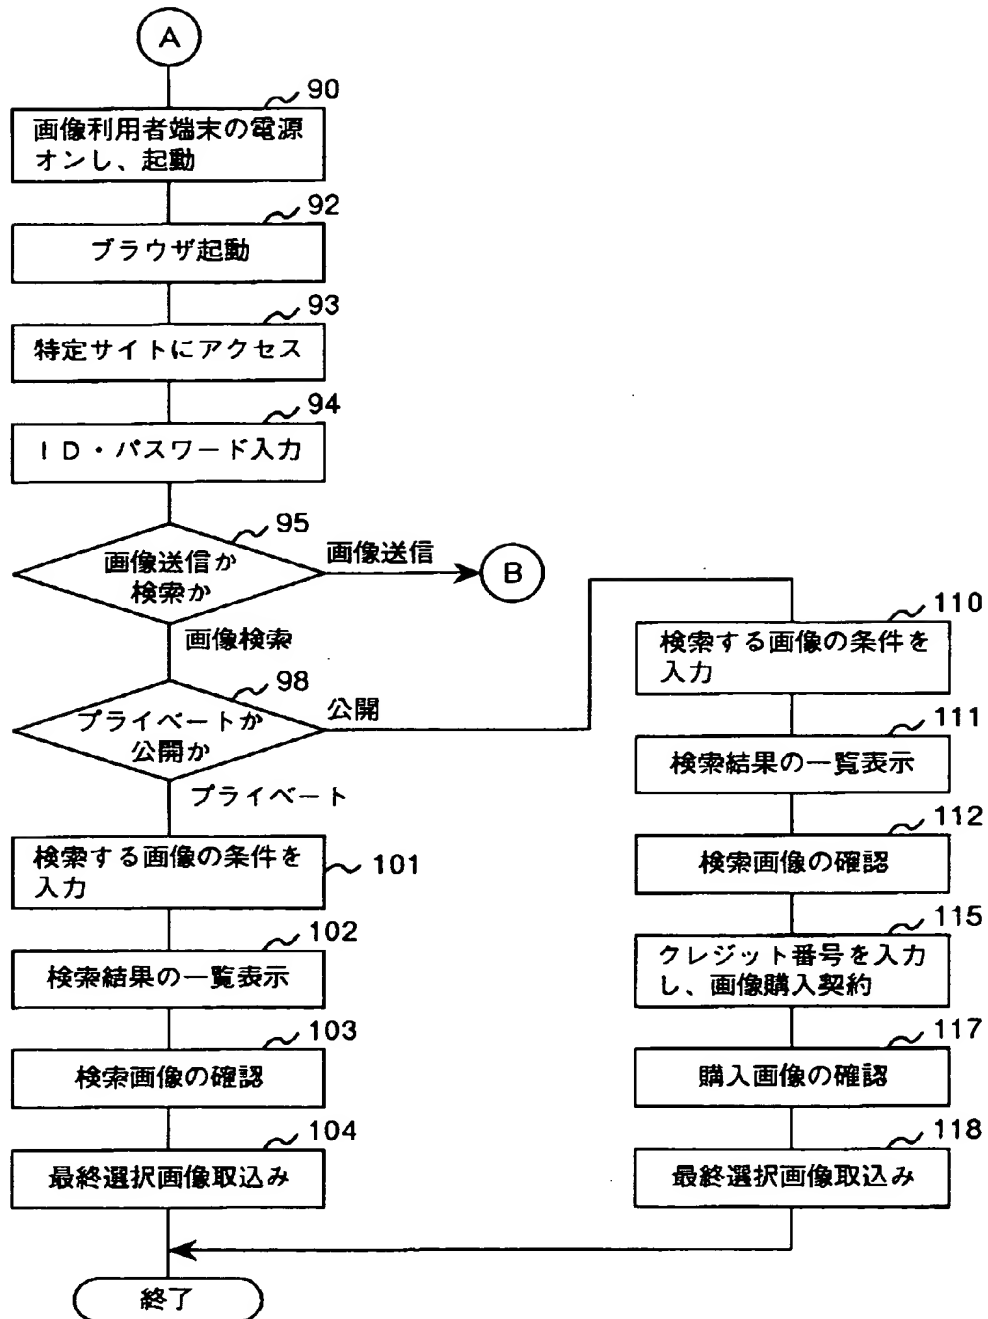 A
90
画像利用者端末の電源
オンし、起動
92
ブラウザ起動
93
特定サイトにアクセス
94
ID・パスワード入力
95
画像送信か
検索か
画像送信
B
画像検索
98
プライベートか
公開か
公開
プライベート
検索する画像の条件を
入力
101
102
検索結果の一覧表示
103
検索画像の確認
104
最終選択画像取込み
110
検索する画像の条件を
入力
111
検索結果の一覧表示
112
検索画像の確認
115
クレジット番号を入力
し、画像購入契約
117
購入画像の確認
118
最終選択画像取込み
終了